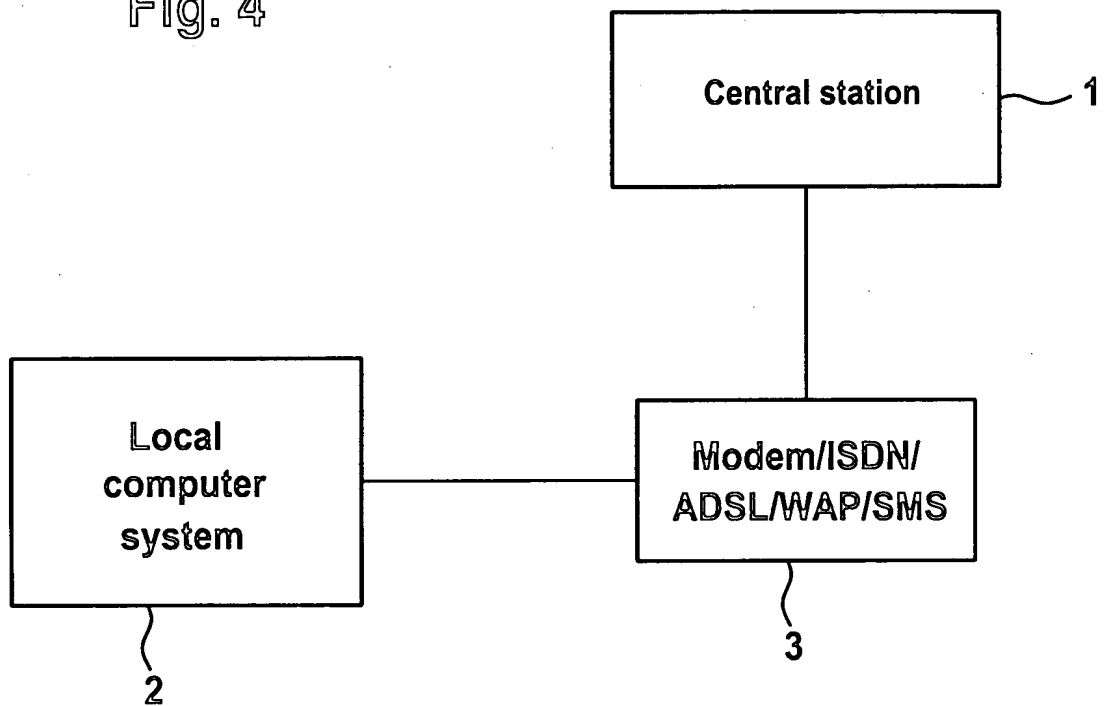 Fig. 4
Central station
1
Local
computer
system
Modem/ISDN/
ADSL/WAP/SMS
3
2